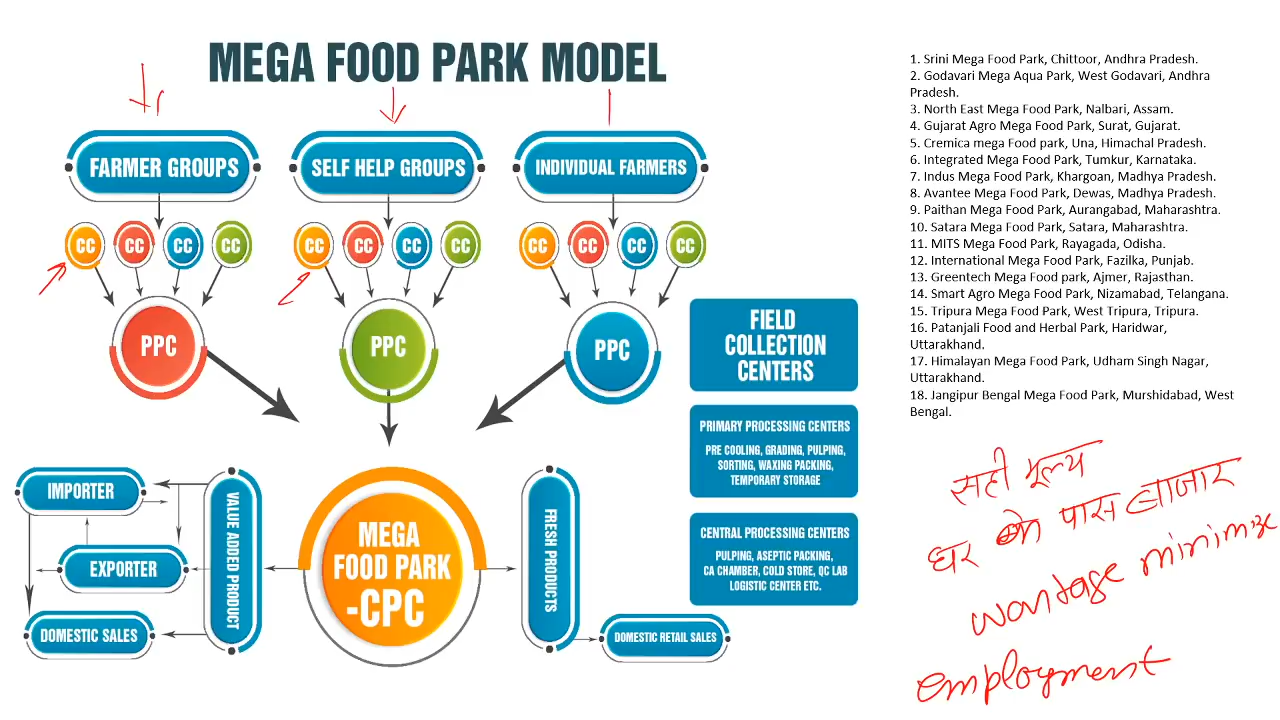 MEGA FOOD PARK MODEL
FARMER GROUPS
SELF HELP GROUPS
INDIVIDUAL FARMERS
CC CC CC CC
CC CC CC CC
CC CC CC CC
PPC
PPC
PPC
FIELD
COLLECTION
CENTERS
PRIMARY PROCESSING CENTERS
PRE COOLING, GRADING, PULPING,
SORTING, WAXING PACKING,
TEMPORARY STORAGE
CENTRAL PROCESSING CENTERS
PULPING, ASEPTIC PACKING,
CA CHAMBER, COLD STORE, QC LAB
LOGISTIC CENTER ETC.
IMPORTER
EXPORTER
DOMESTIC SALES
VALUE ADDED PRODUCT
MEGA
FOOD PARK
-CPC
FRESH PRODUCTS
DOMESTIC RETAIL SALES
1. Srini Mega Food Park, Chittoor, Andhra Pradesh.
2. Godavari Mega Aqua Park, West Godavari, Andhra
Pradesh.
3. North East Mega Food Park, Nalbari, Assam.
4. Gujarat Agro Mega Food Park, Surat, Gujarat.
5. Cremica mega Food park, Una, Himachal Pradesh.
6. Integrated Mega Food Park, Tumkur, Karnataka.
7. Indus Mega Food Park, Khargoan, Madhya Pradesh.
8. Avantee Mega Food Park, Dewas, Madhya Pradesh.
9. Paithan Mega Food Park, Aurangabad, Maharashtra.
10. Satara Mega Food Park, Satara, Maharashtra.
11. MITS Mega Food Park, Rayagada, Odisha.
12. International Mega Food Park, Fazilka, Punjab.
13. Greentech Mega Food park, Ajmer, Rajasthan.
14. Smart Agro Mega Food Park, Nizamabad, Telangana.
15. Tripura Mega Food Park, West Tripura, Tripura.
16. Patanjali Food and Herbal Park, Haridwar,
Uttarakhand.
17. Himalayan Mega Food Park, Udham Singh Nagar,
Uttarakhand.
18. Jangipur Bengal Mega Food Park, Murshidabad, West
Bengal.
सही मूल्य
घर के पास बाजार
wastage minimize
employment